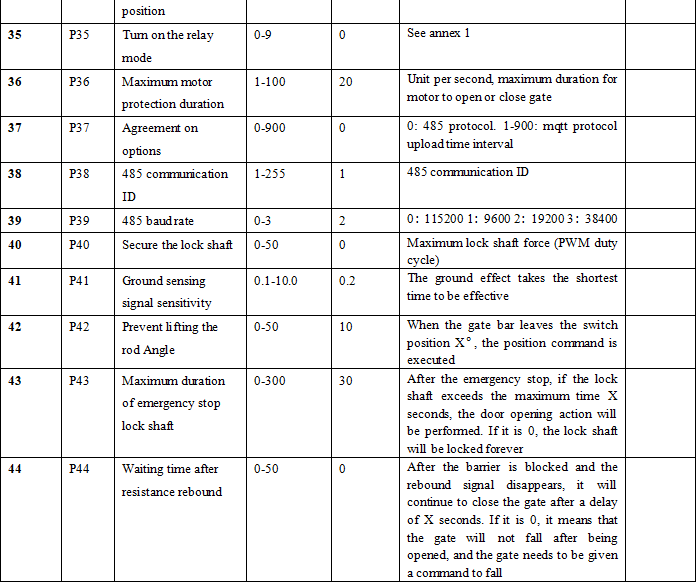 position
35 P35 Turn on the relay 0-9 0 See annex 1
mode
36 P36 Maximum motor 1-100 20 Unit per second, maximum duration for
protection duration motor to open or close gate
37 P37 Agreement on 0-900 0 0: 485 protocol. 1-900: mqtt protocol
options upload time interval
38 P38 485 communication 1-255 1 485 communication ID
ID
39 P39 485 baud rate 0-3 2 0: 115200 1: 9600 2: 19200 3: 38400
40 P40 Secure the lock shaft 0-50 0 Maximum lock shaft force (PWM duty
cycle)
41 P41 Ground sensing 0.1-10.0 0.2 The ground effect takes the shortest
signal sensitivity time to be effective
42 P42 Prevent lifting the 0-50 10 When the gate bar leaves the switch
rod Angle position X°, the position command is
executed
43 P43 Maximum duration 0-300 30 After the emergency stop, if the lock
of emergency stop shaft exceeds the maximum time X
lock shaft seconds, the door opening action will
be performed. If it is 0, the lock shaft
will be locked forever
44 P44 Waiting time after 0-50 0 After the barrier is blocked and the
resistance rebound rebound signal disappears, it will
continue to close the gate after a delay
of X seconds. If it is 0, it means that
the gate will not fall after being
opened, and the gate needs to be given
a command to fall